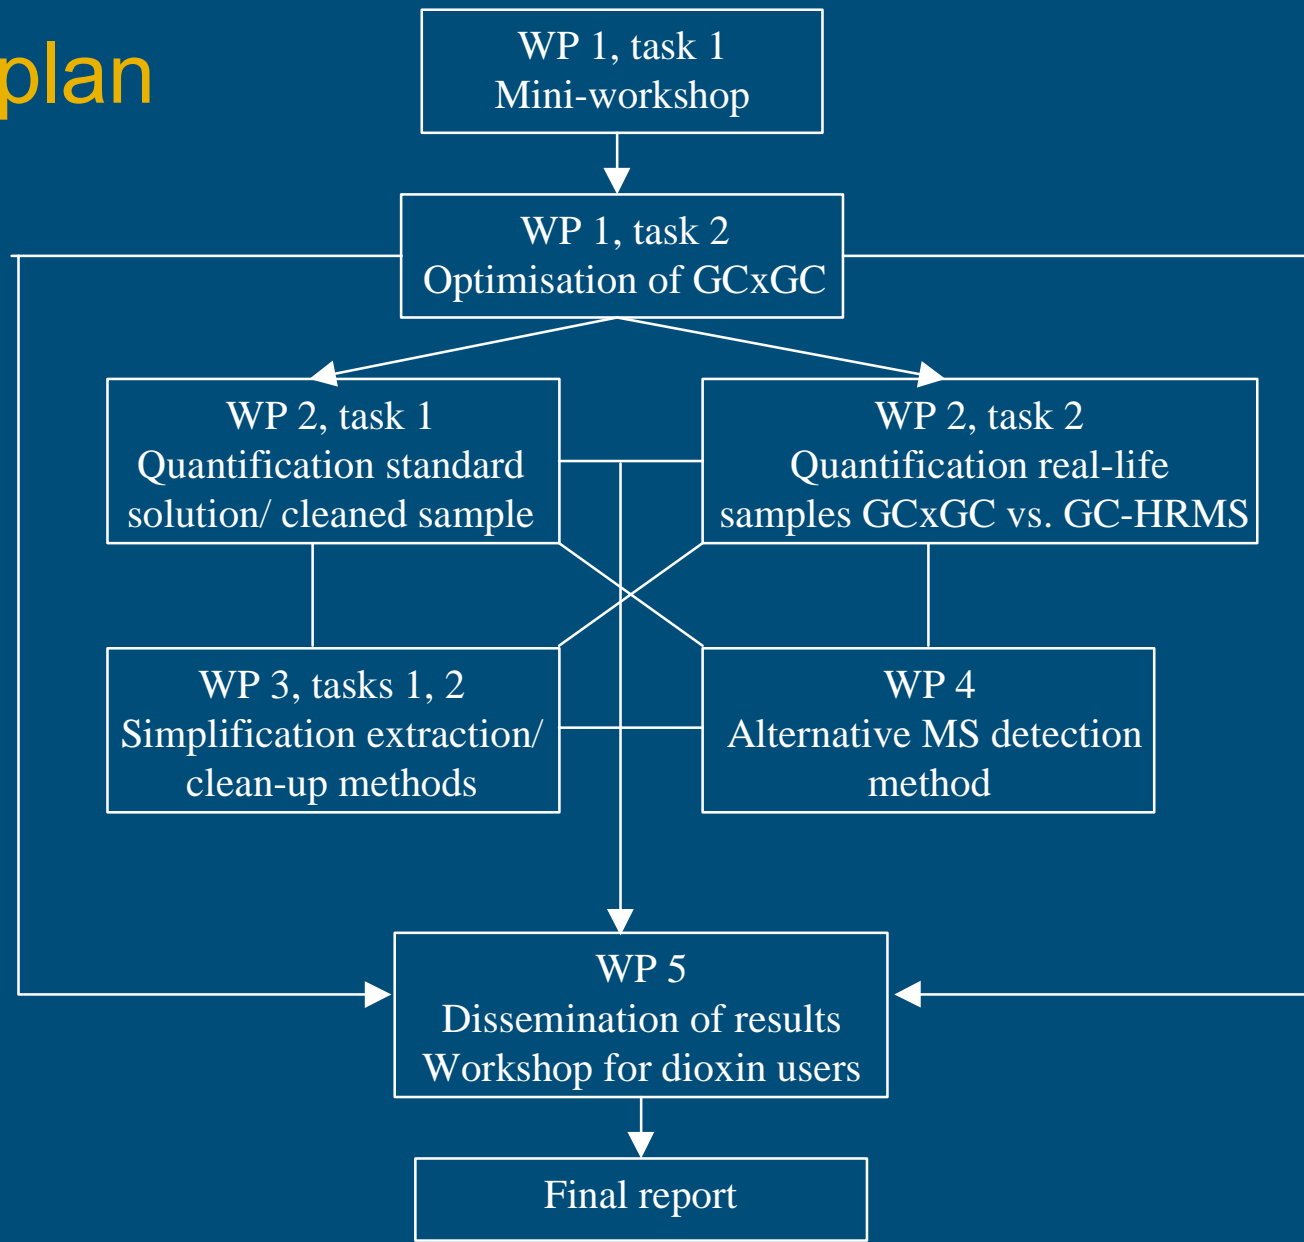 plan
WP 1, task 1
Mini-workshop
WP 1, task 2
Optimisation of GCxGC
WP 2, task 1
Quantification standard
solution/ cleaned sample
WP 2, task 2
Quantification real-life
samples GCxGC vs. GC-HRMS
WP 3, tasks 1, 2
Simplification extraction/
clean-up methods
WP 4
Alternative MS detection
method
WP 5
Dissemination of results
Workshop for dioxin users
Final report